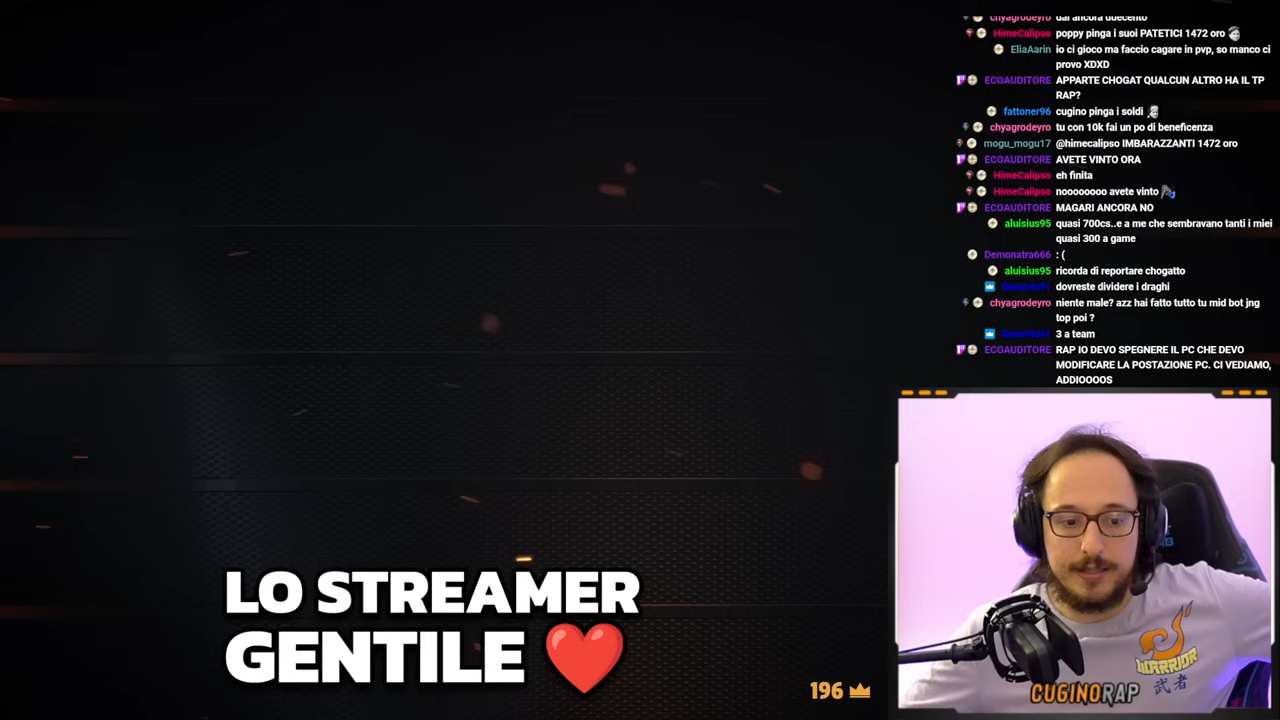 chyagrodeyro dai ancora duecento
HimeCalipso poppy pinga i suoi PATETICI 1472 oro
EliaAarin io ci gioco ma faccio cagare in pvp, so manco ci
provo XDXD
ECOAUDITORE APPARTE CHOGAT QUALCUN ALTRO HA IL TP
RAP?
fattoner96 cugino pinga i soldi
chyagrodeyro tu con 10k fai un po di beneficenza
mogu_mogu17 @himecalipso IMBARAZZANTI 1472 oro
ECOAUDITORE AVETE VINTO ORA
HimeCalipso eh finita
HimeCalipso noooooooo avete vinto
ECOAUDITORE MAGARI ANCORA NO
aluisius95 quasi 700cs..e a me che sembravano tanti i miei
quasi 300 a game
Demonatra666 : (
aluisius95 ricorda di reportare chogatto
dovreste dividere i draghi
chyagrodeyro niente male? azz hai fatto tutto tu mid bot jng
top poi ?
3 a team
ECOAUDITORE RAP IO DEVO SPEGNERE IL PC CHE DEVO
MODIFICARE LA POSTAZIONE PC. CI VEDIAMO,
ADDIOOOOS
LO STREAMER
GENTILE ❤️
196
WARRIOR
武者
CUGINORAP